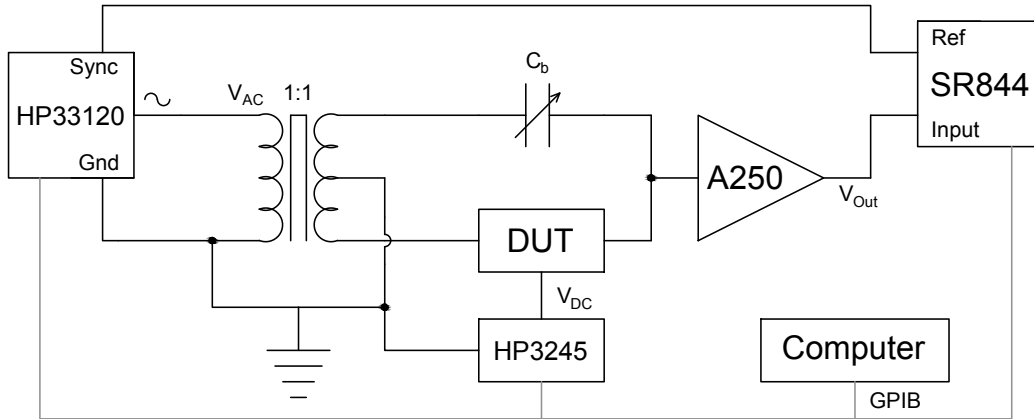 Sync
HP33120
Gnd
V_AC
1:1
C_b
Ref
SR844
Input
A250
V_Out
DUT
V_DC
HP3245
Computer
GPIB